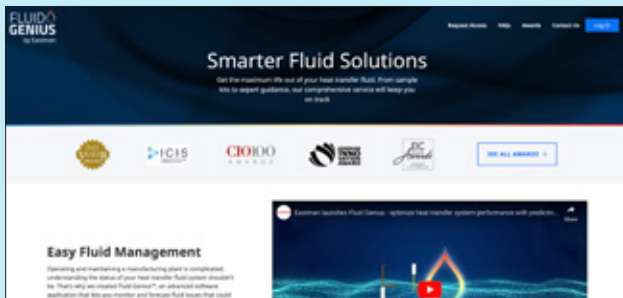 FLUID
GENIUS
by Eastman
Request Access FAQs Awards Contact Us Log In
Smarter Fluid Solutions
Get the maximum life out of your heat transfer fluid. From sample
kits to expert guidance, our comprehensive service will keep you
on track
ICIS
CIO100
AWARDS
INNO
VATION
AWARD
EIC
Awards
SEE ALL AWARDS →
Eastman launches Fluid Genius - optimize heat transfer system performance with predictiv...
Share
Easy Fluid Management
Operating and maintaining a manufacturing plant is complicated,
understanding the status of your heat transfer fluid system shouldn't
be. That's why we created Fluid Genius™, an advanced software
application that lets you monitor and forecast fluid issues that could